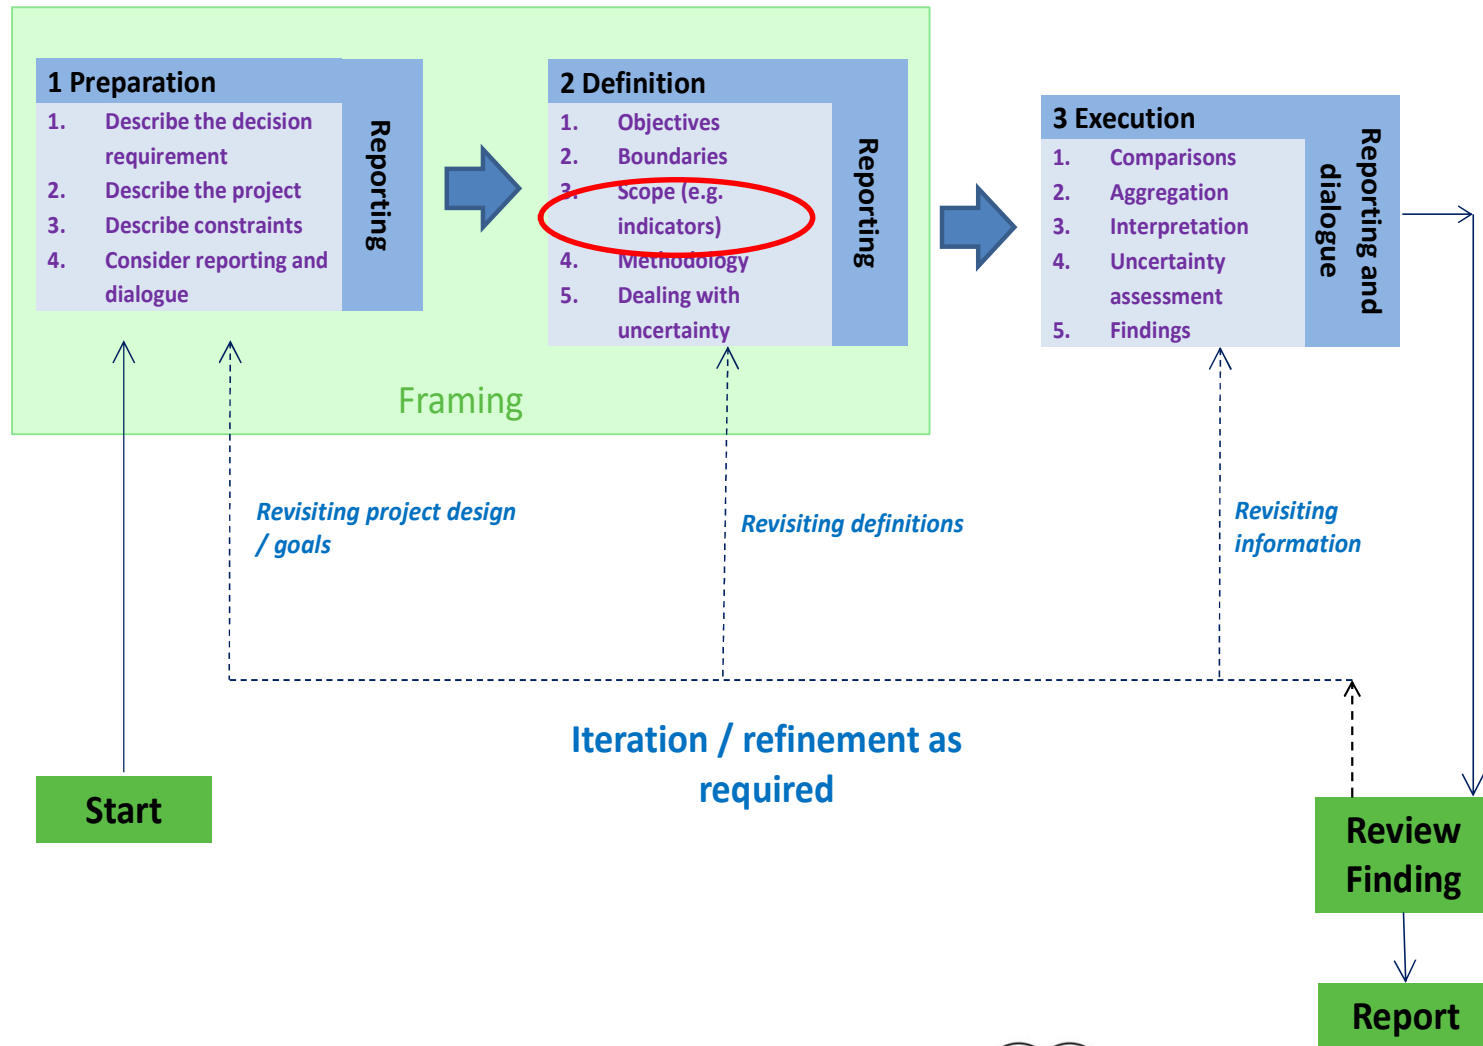 1 Preparation
1. Describe the decision
requirement
2. Describe the project
3. Describe constraints
4. Consider reporting and
dialogue
Reporting
2 Definition
1. Objectives
2. Boundaries
3. Scope (e.g.
indicators)
4. Methodology
5. Dealing with
uncertainty
Reporting
3 Execution
1. Comparisons
2. Aggregation
3. Interpretation
4. Uncertainty
assessment
5. Findings
Reporting and
dialogue
Framing
Revisiting project design
/ goals
Revisiting definitions
Revisiting
information
Iteration / refinement as
required
Start
Review
Finding
Report